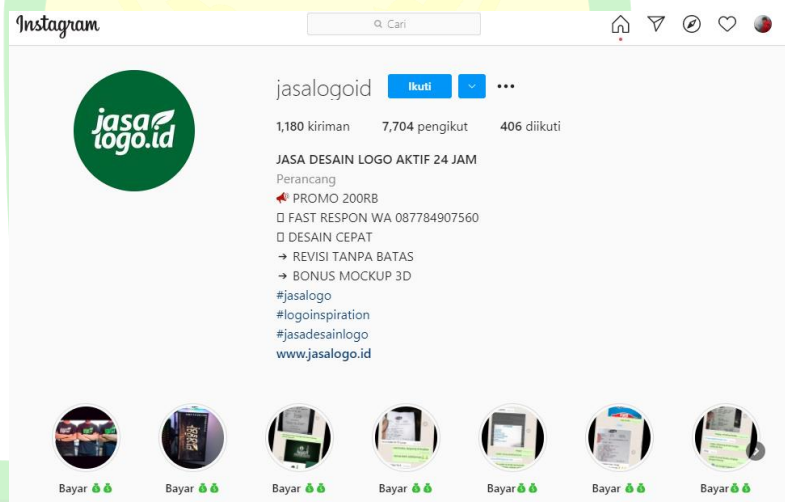 Instagram
Cari
jasa
logo.id
jasalogoid Ikuti
1,180 kiriman 7,704 pengikut 406 diikuti
JASA DESAIN LOGO AKTIF 24 JAM
Perancang
📣 PROMO 200RB
▯ FAST RESPON WA 087784907560
▯ DESAIN CEPAT
→ REVISI TANPA BATAS
→ BONUS MOCKUP 3D
#jasalogo
#logoinspiration
#jasadesainlogo
www.jasalogo.id
Bayar 💰💰 Bayar 💰💰 Bayar 💰💰 Bayar 💰💰 Bayar💰💰 Bayar 💰💰 Bayar💰💰